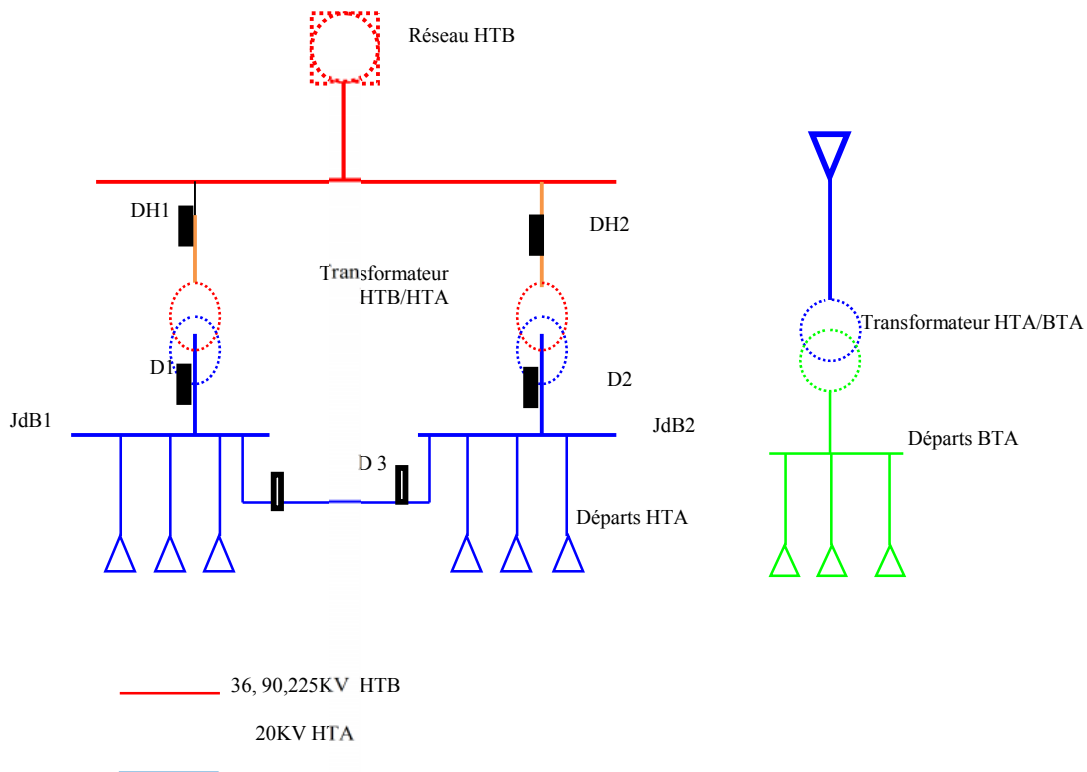 Réseau HTB
DH1
DH2
Transformateur
HTB/HTA
Transformateur HTA/BTA
D1
D2
JdB1
JdB2
Départs BTA
D 3
Départs HTA
36, 90,225KV HTB
20KV HTA